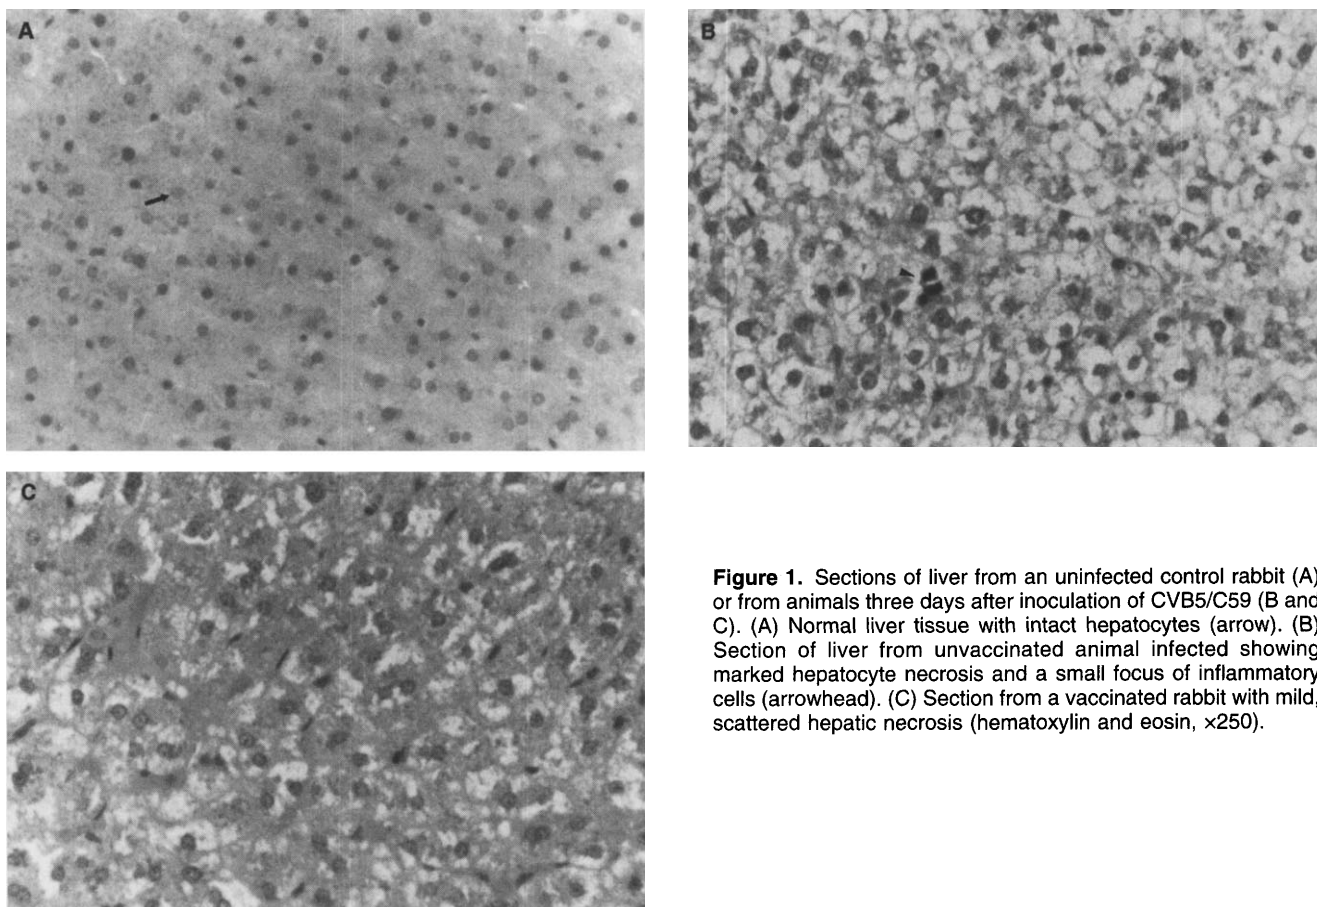 A
B
C
Figure 1. Sections of liver from an uninfected control rabbit (A)
or from animals three days after inoculation of CVB5/C59 (B and
C). (A) Normal liver tissue with intact hepatocytes (arrow). (B)
Section of liver from unvaccinated animal infected showing
marked hepatocyte necrosis and a small focus of inflammatory
cells (arrowhead). (C) Section from a vaccinated rabbit with mild,
scattered hepatic necrosis (hematoxylin and eosin, ×250).